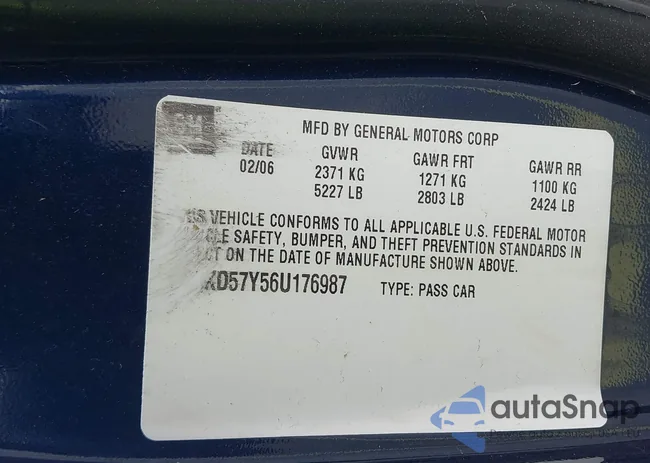 GM
MFD BY GENERAL MOTORS CORP
DATE GVWR GAWR FRT GAWR RR
02/06 2371 KG 1271 KG 1100 KG
5227 LB 2803 LB 2424 LB
VEHICLE CONFORMS TO ALL APPLICABLE U.S. FEDERAL MOTOR
SAFETY, BUMPER, AND THEFT PREVENTION STANDARDS IN
ON THE DATE OF MANUFACTURE SHOWN ABOVE.
D57Y56U176987 TYPE: PASS CAR
autaSnap